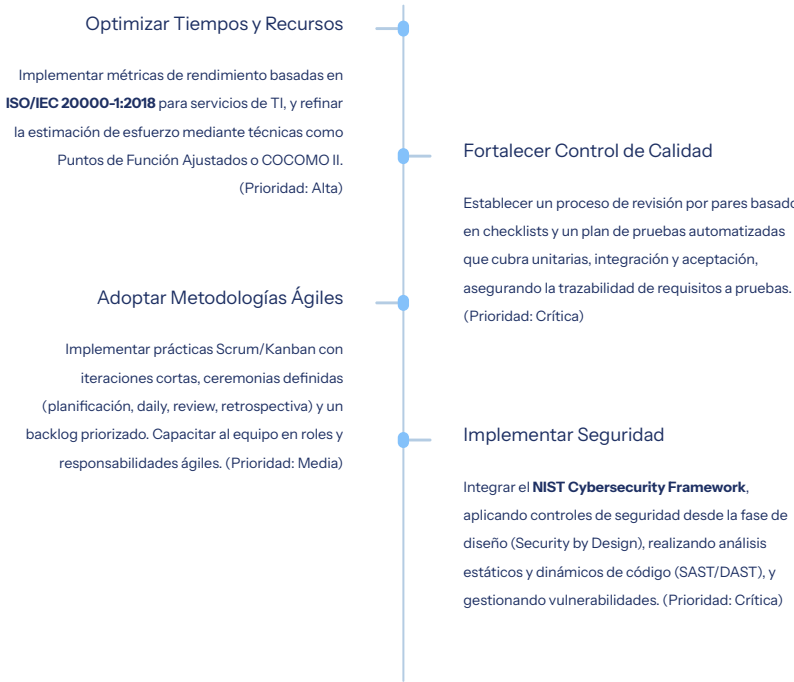 Optimizar Tiempos y Recursos
Implementar métricas de rendimiento basadas en
ISO/IEC 20000-1:2018 para servicios de TI, y refinar
la estimación de esfuerzo mediante técnicas como
Puntos de Función Ajustados o COCOMO II.
(Prioridad: Alta)
Fortalecer Control de Calidad
Establecer un proceso de revisión por pares basado
en checklists y un plan de pruebas automatizadas
que cubra unitarias, integración y aceptación,
asegurando la trazabilidad de requisitos a pruebas.
(Prioridad: Crítica)
Adoptar Metodologías Ágiles
Implementar prácticas Scrum/Kanban con
iteraciones cortas, ceremonias definidas
(planificación, daily, review, retrospectiva) y un
backlog priorizado. Capacitar al equipo en roles y
responsabilidades ágiles. (Prioridad: Media)
Implementar Seguridad
Integrar el NIST Cybersecurity Framework,
aplicando controles de seguridad desde la fase de
diseño (Security by Design), realizando análisis
estáticos y dinámicos de código (SAST/DAST), y
gestionando vulnerabilidades. (Prioridad: Crítica)